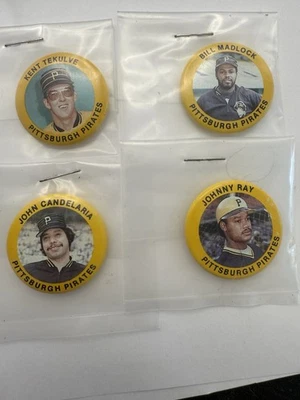 KENT TEKULVE
PITTSBURGH PIRATES
BILL MADLOCK
PITTSBURGH PIRATES
JOHN CANDELARIA
PITTSBURGH PIRATES
JOHNNY RAY
PITTSBURGH PIRATES